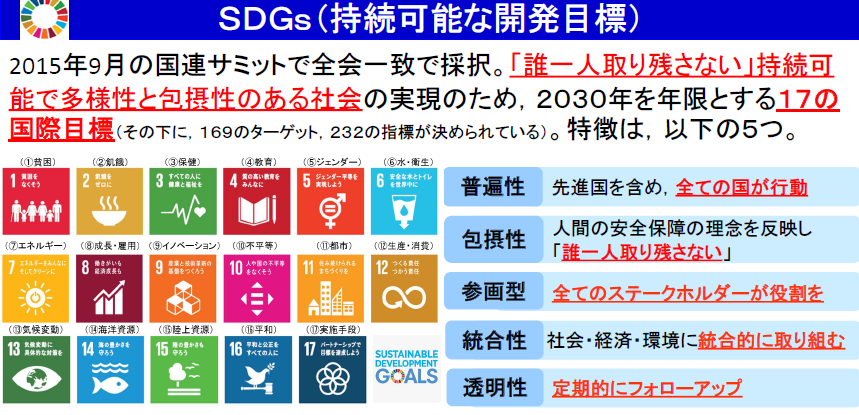 SDGs(持続可能な開発目標)
2015年9月の国連サミットで全会一致で採択。「誰一人取り残さない」持続可
能で多様性と包摂性のある社会の実現のため,2030年を年限とする17の
国際目標(その下に,169のターゲット,232の指標が決められている)。特徴は,以下の5つ。
(①貧困) (②飢餓) (③保健) (④教育) (⑤ジェンダー) (⑥水・衛生)
1 貧困をなくそう
2 飢餓をゼロに
3 すべての人に健康と福祉を
4 質の高い教育をみんなに
5 ジェンダー平等を実現しよう
6 安全な水とトイレを世界中に
(⑦エネルギー) (⑧成長・雇用) (⑨イノベーション) (⑩不平等) (⑪都市) (⑫生産・消費)
7 エネルギーをみんなにそしてクリーンに
8 働きがいも経済成長も
9 産業と技術革新の基盤をつくろう
10 人や国の不平等をなくそう
11 住み続けられるまちづくりを
12 つくる責任つかう責任
(⑬気候変動) (⑭海洋資源) (⑮陸上資源) (⑯平和) (⑰実施手段)
13 気候変動に具体的な対策を
14 海の豊かさを守ろう
15 陸の豊かさも守ろう
16 平和と公正をすべての人に
17 パートナーシップで目標を達成しよう
SUSTAINABLE
DEVELOPMENT
GOALS
普遍性 先進国を含め,全ての国が行動
包摂性 人間の安全保障の理念を反映し
「誰一人取り残さない」
参画型 全てのステークホルダーが役割を
統合性 社会・経済・環境に統合的に取り組む
透明性 定期的にフォローアップ